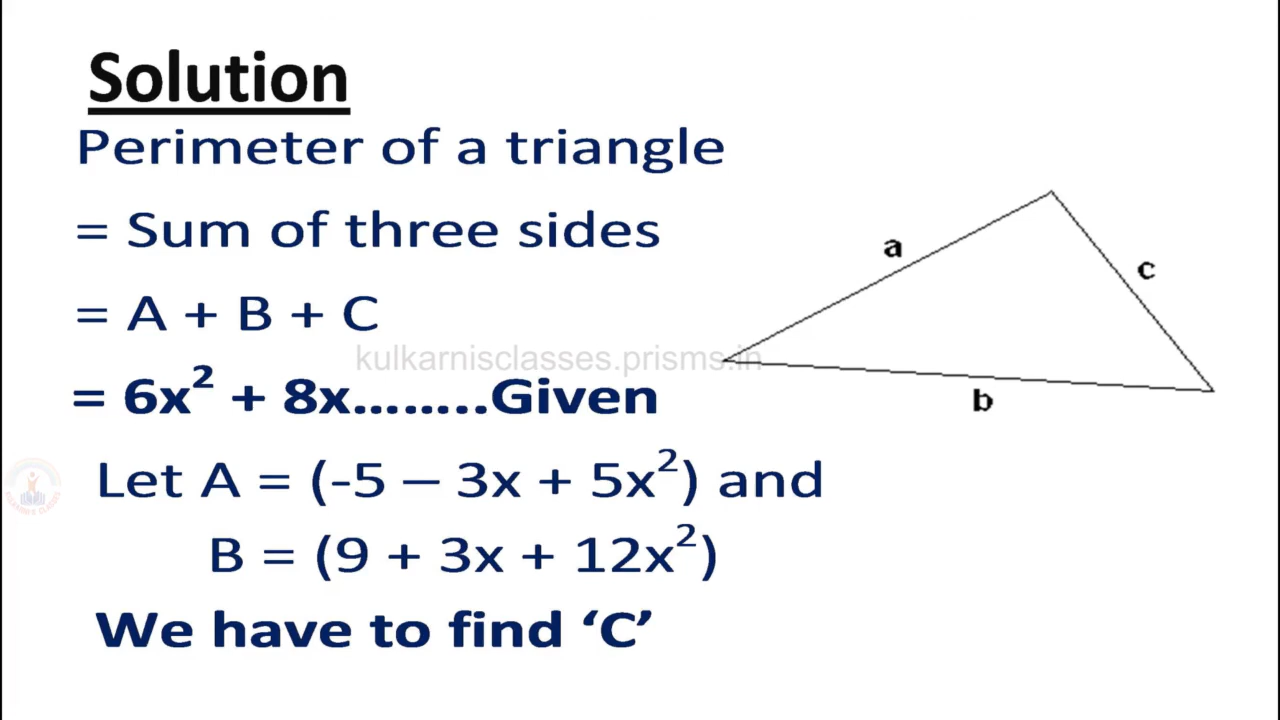 Solution
Perimeter of a triangle
= Sum of three sides
= A + B + C
kulkarnisclasses.prisms.in
= 6x² + 8x........Given
Let A = (-5 – 3x + 5x²) and
B = (9 + 3x + 12x²)
We have to find ‘C’
a
c
b